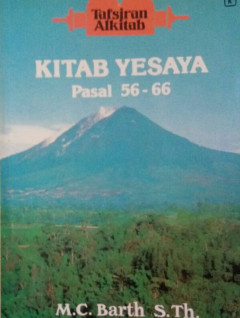 Tafsiran
Alkitab
KITAB YESAYA
Pasal 56-66
M.C. Barth S.Th.